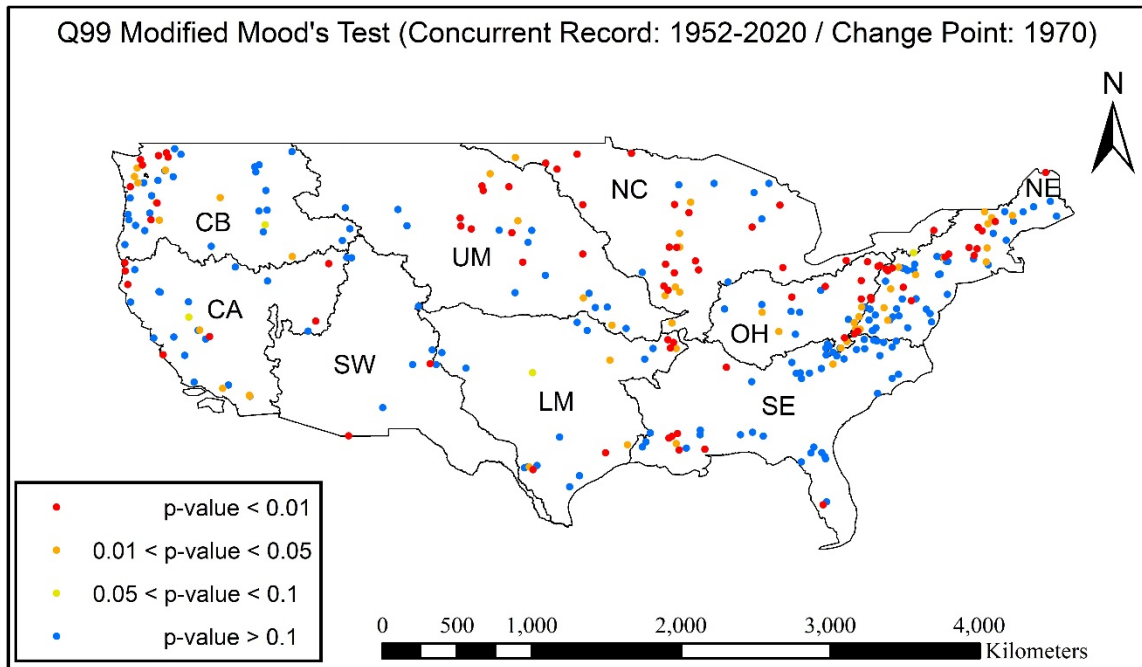 Q99 Modified Mood's Test (Concurrent Record: 1952-2020 / Change Point: 1970)
N
NE
NC
CB
UM
CA
OH
SW
LM
SE
p-value < 0.01
0.01 < p-value < 0.05
0.05 < p-value < 0.1
p-value > 0.1
0 500 1,000 2,000 3,000 4,000
Kilometers